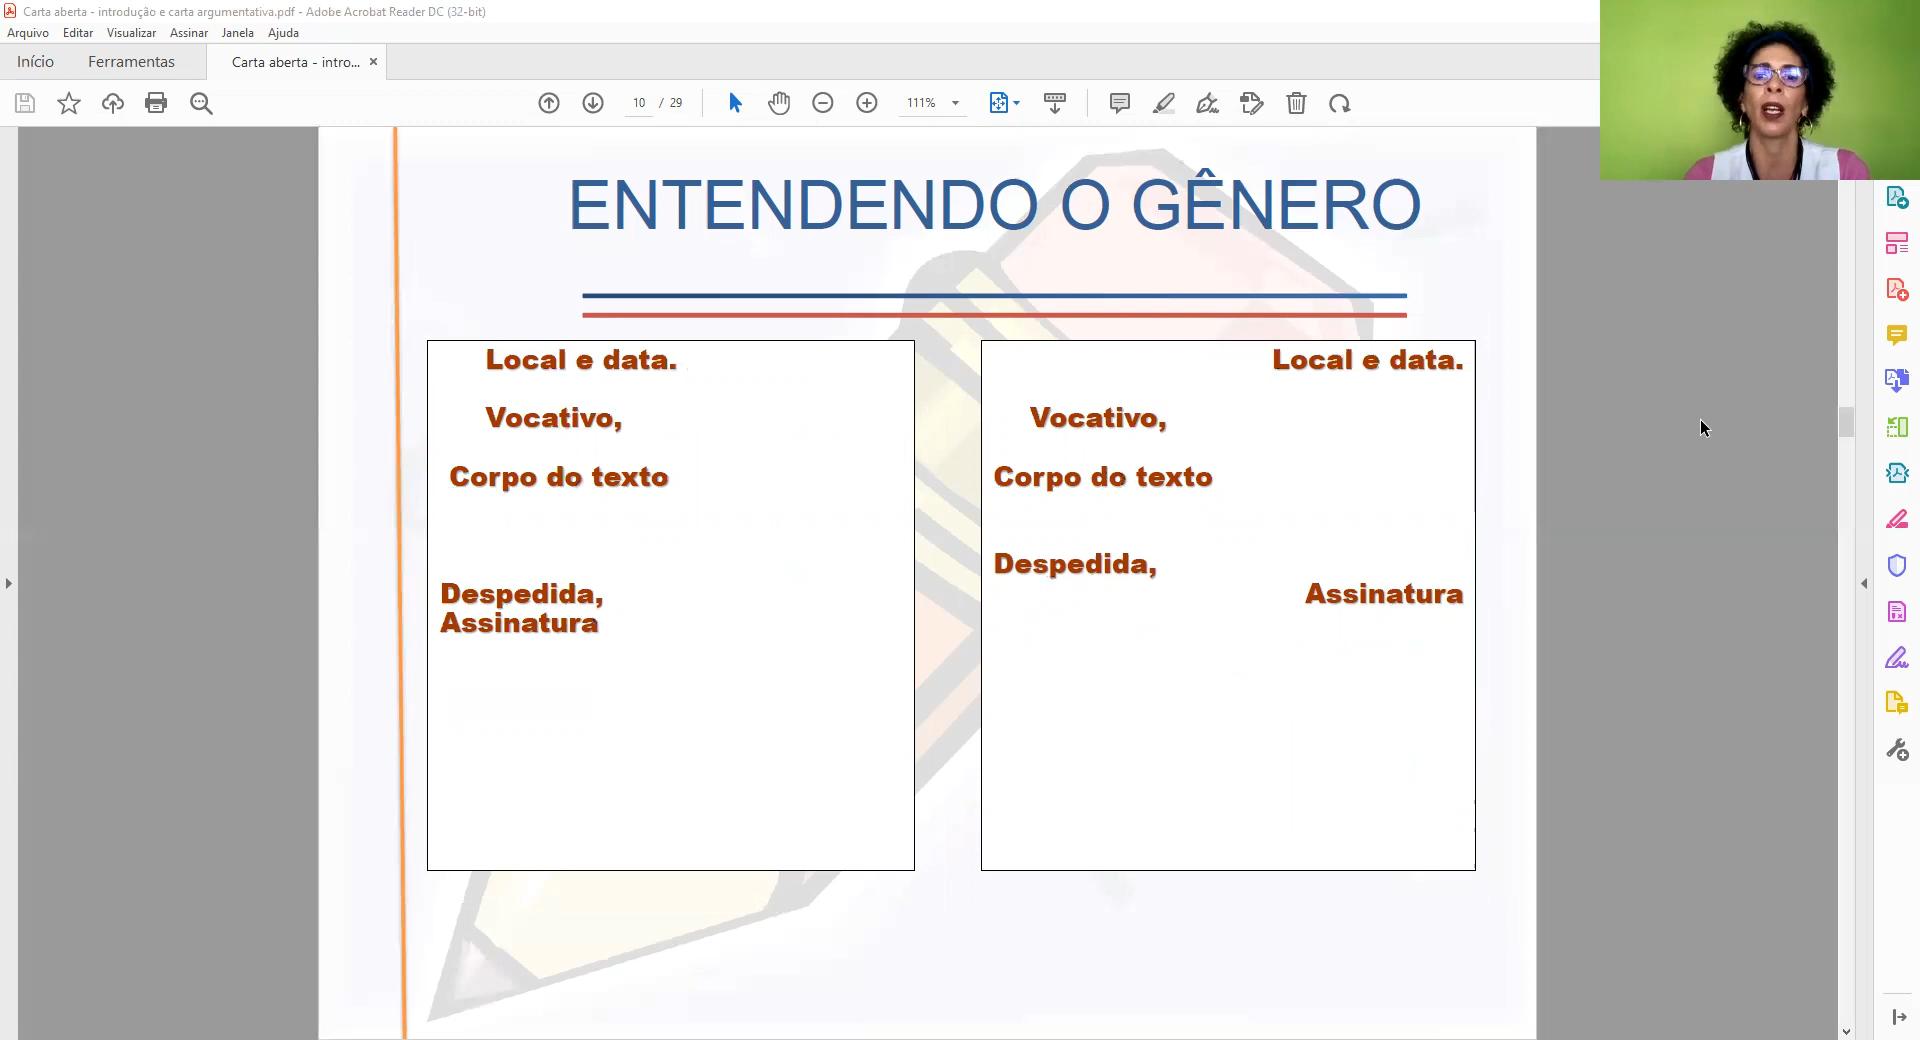 Carta aberta - introdução e carta argumentativa.pdf - Adobe Acrobat Reader DC (32-bit)
Arquivo Editar Visualizar Assinar Janela Ajuda
Início Ferramentas Carta aberta - intro... ×
10 / 29 111%
ENTENDENDO O GÊNERO
Local e data.
Vocativo,
Corpo do texto
Despedida,
Assinatura
Local e data.
Vocativo,
Corpo do texto
Despedida,
Assinatura